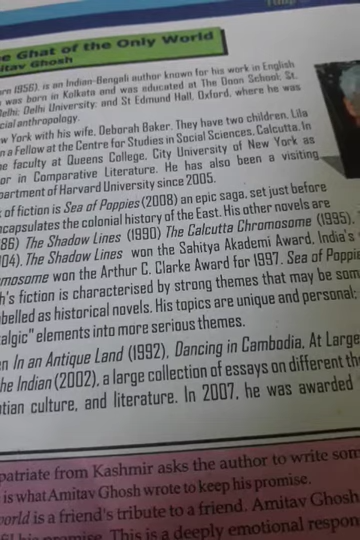 e Ghat of the Only World
mitav Ghosh
rn 1956), is an Indian-Bengali author known for his work in English
was born in Kolkata and was educated at The Doon School; St.
Delhi; Delhi University; and St Edmund Hall, Oxford, where he was
cial anthropology.
w York with his wife, Deborah Baker. They have two children, Lila
n a Fellow at the Centre for Studies in Social Sciences, Calcutta. In
e faculty at Queens College, City University of New York as
or in Comparative Literature. He has also been a visiting
partment of Harvard University since 2005.
k of fiction is Sea of Poppies (2008) an epic saga, set just before
ncapsulates the colonial history of the East. His other novels are
86) The Shadow Lines (1990) The Calcutta Chromosome (1995),
04). The Shadow Lines won the Sahitya Akademi Award, India's
mosome won the Arthur C. Clarke Award for 1997. Sea of Poppie
h's fiction is characterised by strong themes that may be som
belled as historical novels. His topics are unique and personal:
talgic" elements into more serious themes.
n In an Antique Land (1992), Dancing in Cambodia, At Large
he Indian (2002), a large collection of essays on different th
tian culture, and literature. In 2007, he was awarded
patriate from Kashmir asks the author to write som
is what Amitav Ghosh wrote to keep his promise.
world is a friend's tribute to a friend. Amitav Ghosh
his promise. This is a deeply emotional respon